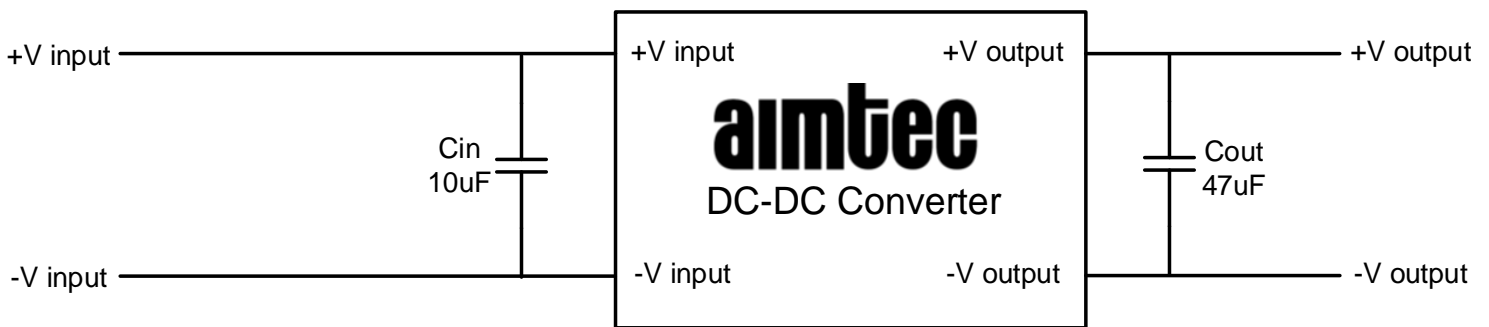 +V input
+V input
+V output
+V output
aimtec
Cin
10uF
Cout
47uF
DC-DC Converter
-V input
-V input
-V output
-V output